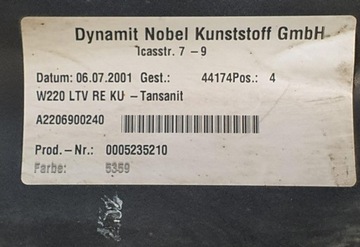 Dynamit Nobel Kunststoff GmbH
lcasstr. 7 – 9
Datum: 06.07.2001 Gest.: 44174Pos.: 4
W220 LTV RE KU – Tansanit
A2206900240
Prod.-Nr.: 0005235210
Farbe: 5359